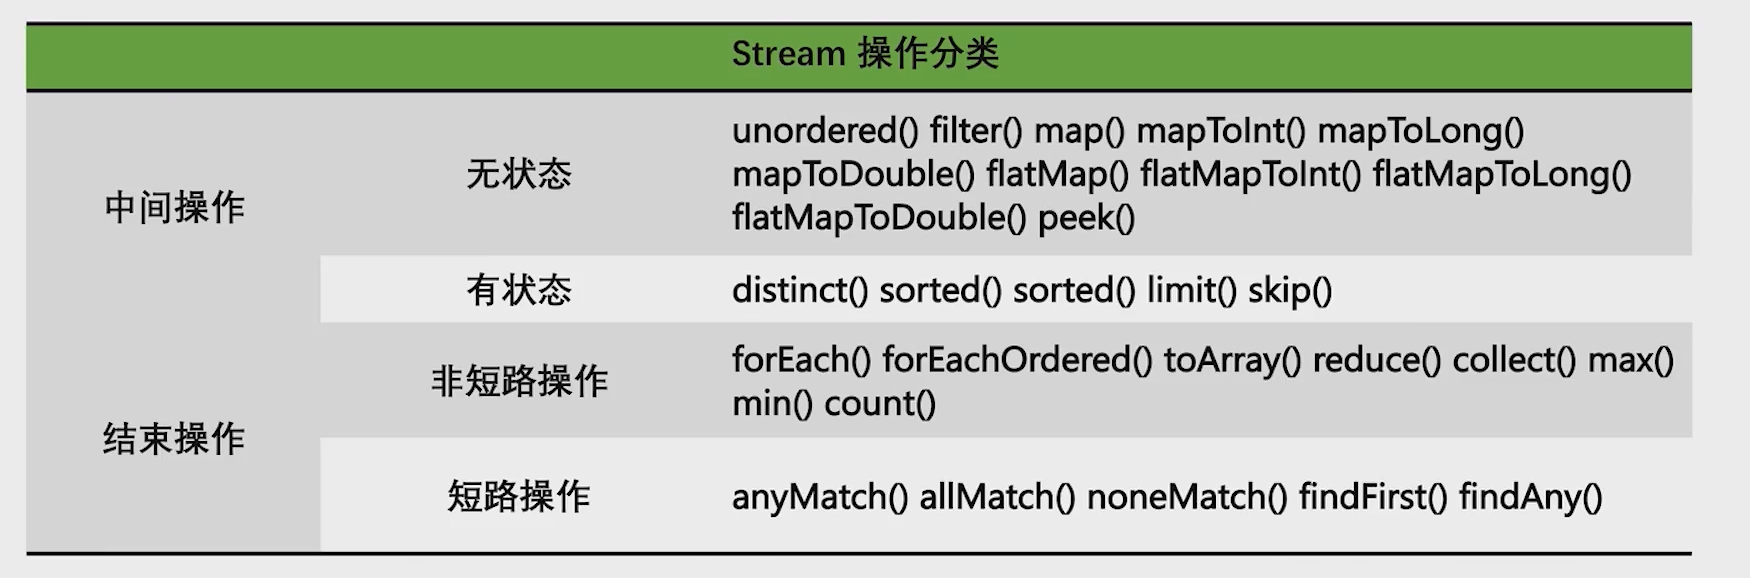 Stream 操作分类
中间操作
无状态
unordered() filter() map() mapToInt() mapToLong()
mapToDouble() flatMap() flatMapToInt() flatMapToLong()
flatMapToDouble() peek()
有状态
distinct() sorted() sorted() limit() skip()
结束操作
非短路操作
forEach() forEachOrdered() toArray() reduce() collect() max()
min() count()
短路操作
anyMatch() allMatch() noneMatch() findFirst() findAny()